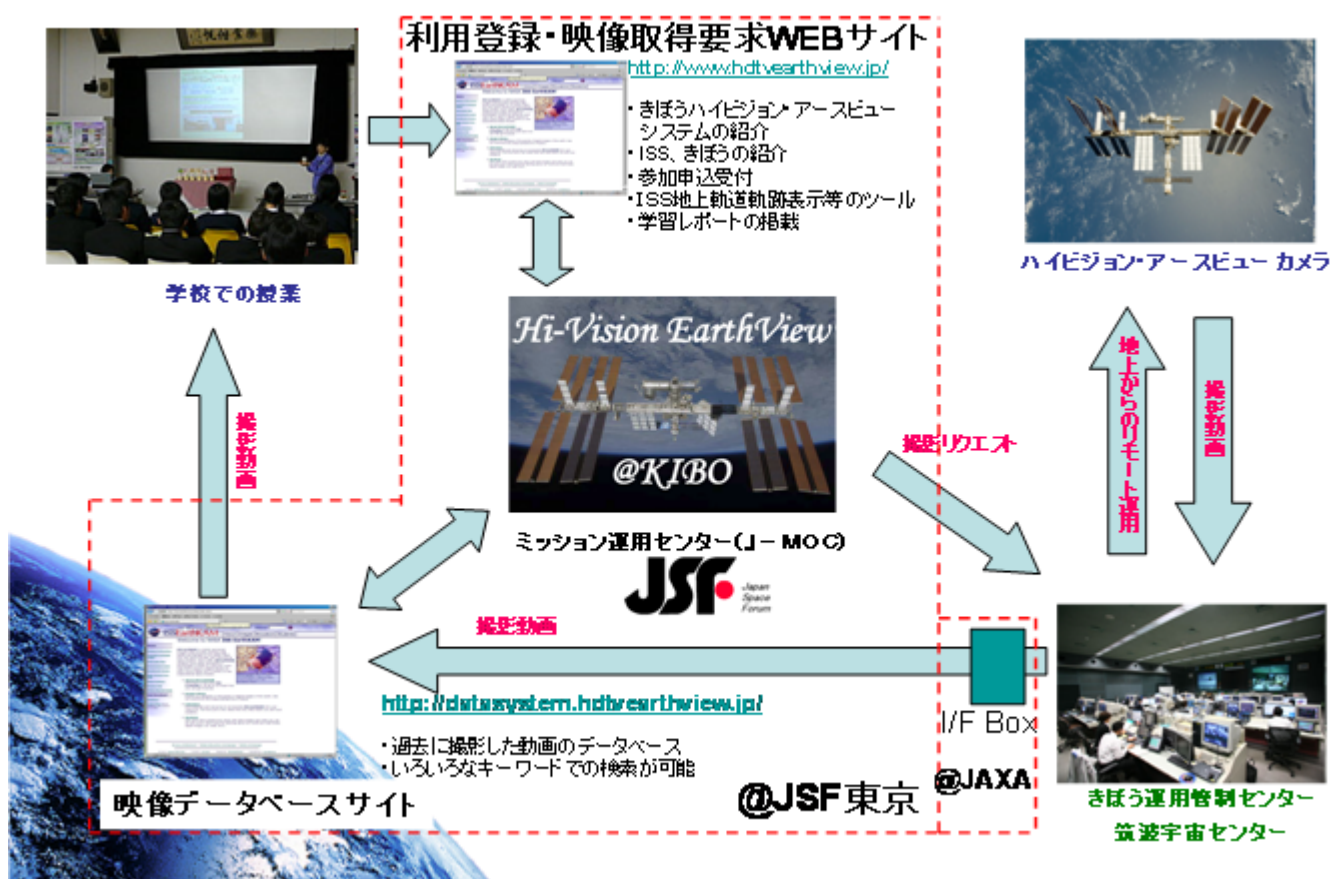 利用登録・映像取得要求WEBサイト
http://www.hdtvearthview.jp/
・きぼうハイビジョン・アースビュー
システムの紹介
・ISS、きぼうの紹介
・参加申込受付
・ISS地上軌道軌跡表示等のツール
・学習レポートの掲載
学校での授業
ハイビジョン・アースビュー カメラ
Hi-Vision EarthView
@KIBO
地上からのリモート運用
撮影動画
撮影動画
撮影リクエスト
ミッション運用センター(J－MOC)
JSF
Japan
Space
Forum
撮影動画
http://datasystem.hdtvearthview.jp/
・過去に撮影した動画のデータベース
・いろいろなキーワードでの検索が可能
I/F Box
映像データベースサイト
@JSF東京
@JAXA
きぼう運用管制センター
筑波宇宙センター